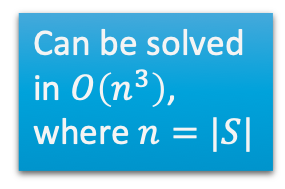 Can be solved
in 𝑂(𝑛³),
where 𝑛 = |𝑆|